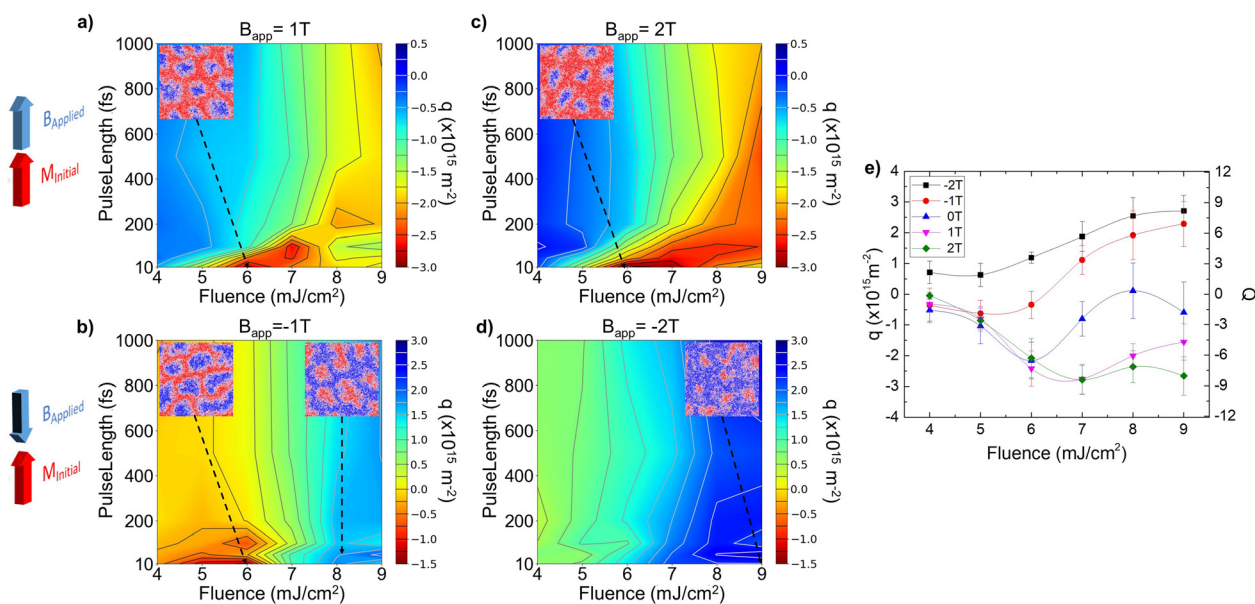 a)
B_app= 1T
PulseLength (fs)
1000
800
600
400
200
10
4 5 6 7 8 9
Fluence (mJ/cm²)
0.5
0.0
−0.5
−1.0
−1.5
−2.0
−2.5
−3.0
q (x10¹⁵ m⁻²)
c)
B_app= 2T
PulseLength (fs)
1000
800
600
400
200
10
4 5 6 7 8 9
Fluence (mJ/cm²)
0.5
0.0
−0.5
−1.0
−1.5
−2.0
−2.5
−3.0
q (x10¹⁵ m⁻²)
B_Applied
M_Initial
b)
B_app=-1T
PulseLength (fs)
1000
800
600
400
200
10
4 5 6 7 8 9
Fluence (mJ/cm²)
3.0
2.5
2.0
1.5
1.0
0.5
0.0
−0.5
−1.0
−1.5
q (x10¹⁵ m⁻²)
d)
B_app= -2T
PulseLength (fs)
1000
800
600
400
200
10
4 5 6 7 8 9
Fluence (mJ/cm²)
3.0
2.5
2.0
1.5
1.0
0.5
0.0
−0.5
−1.0
−1.5
q (x10¹⁵ m⁻²)
B_Applied
M_Initial
e)
-2T
-1T
0T
1T
2T
q (x10¹⁵m⁻²)
4
3
2
1
0
-1
-2
-3
-4
4 5 6 7 8 9
Fluence (mJ/cm²)
12
9
6
3
0
-3
-6
-9
-12
Q